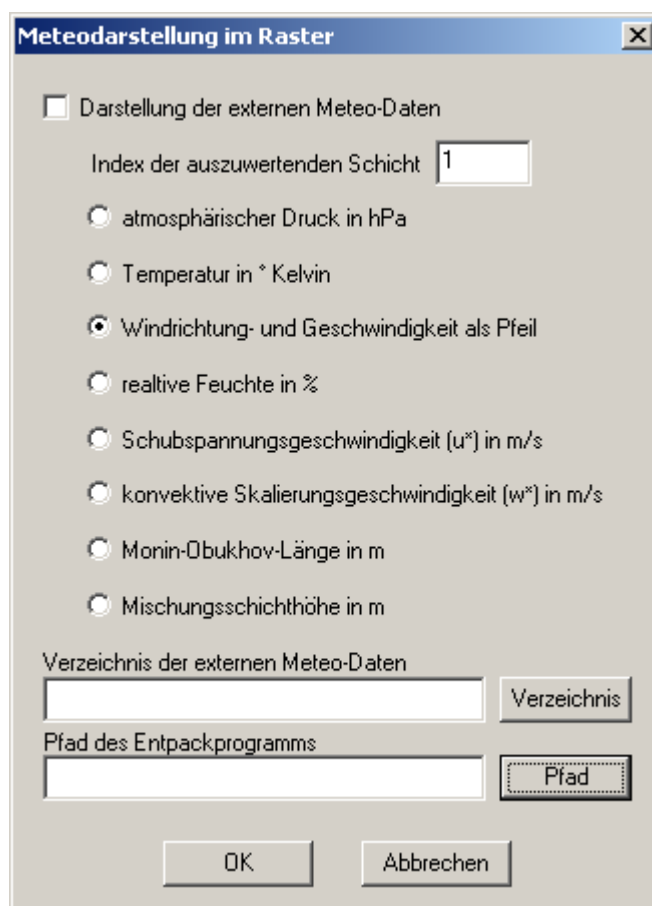 Meteodarstellung im Raster
Darstellung der externen Meteo-Daten
Index der auszuwertenden Schicht 1
atmosphärischer Druck in hPa
Temperatur in ° Kelvin
Windrichtung- und Geschwindigkeit als Pfeil
realtive Feuchte in %
Schubspannungsgeschwindigkeit (u*) in m/s
konvektive Skalierungsgeschwindigkeit (w*) in m/s
Monin-Obukhov-Länge in m
Mischungsschichthöhe in m
Verzeichnis der externen Meteo-Daten
Verzeichnis
Pfad des Entpackprogramms
Pfad
OK Abbrechen